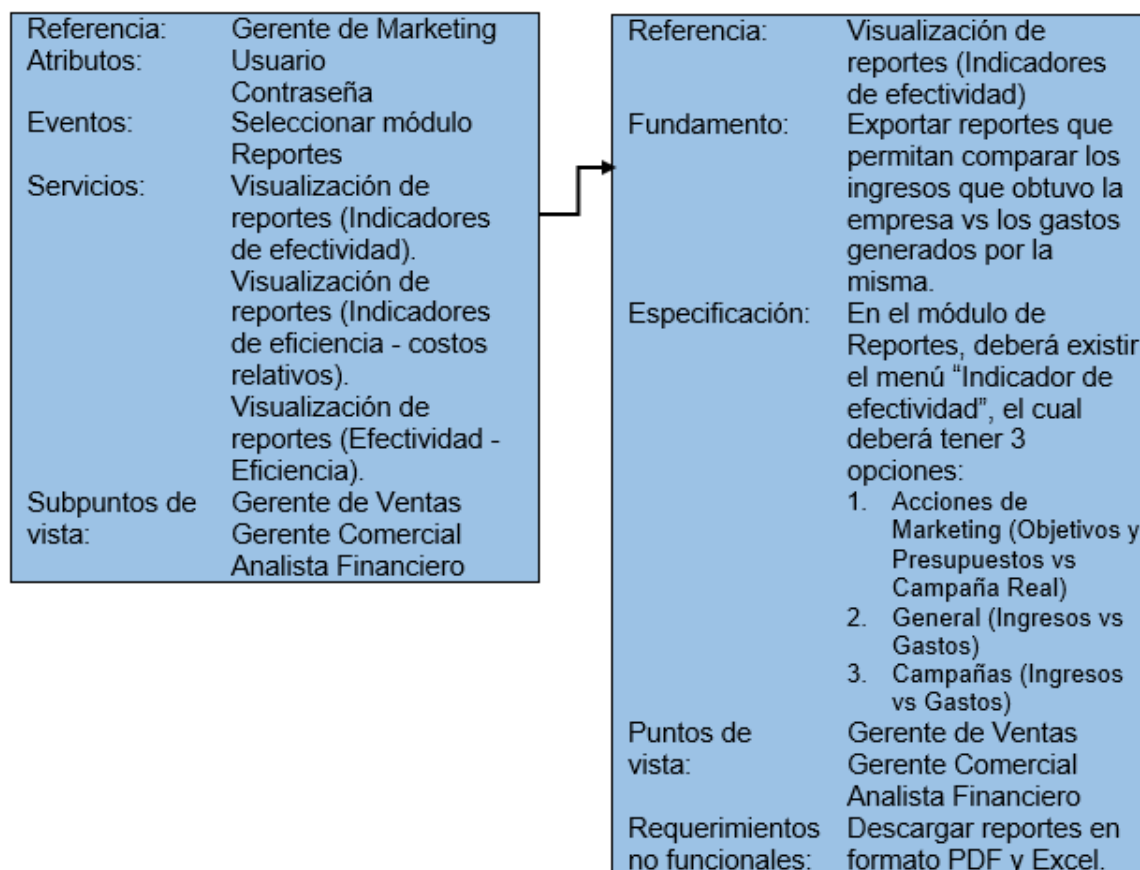 Referencia: Gerente de Marketing
Atributos: Usuario
Contraseña
Eventos: Seleccionar módulo
Reportes
Servicios: Visualización de
reportes (Indicadores
de efectividad).
Visualización de
reportes (Indicadores
de eficiencia - costos
relativos).
Visualización de
reportes (Efectividad -
Eficiencia).
Subpuntos de Gerente de Ventas
vista: Gerente Comercial
Analista Financiero
Referencia: Visualización de
reportes (Indicadores
de efectividad)
Fundamento: Exportar reportes que
permitan comparar los
ingresos que obtuvo la
empresa vs los gastos
generados por la
misma.
Especificación: En el módulo de
Reportes, deberá existir
el menú “Indicador de
efectividad”, el cual
deberá tener 3
opciones:
1. Acciones de
Marketing (Objetivos y
Presupuestos vs
Campaña Real)
2. General (Ingresos vs
Gastos)
3. Campañas (Ingresos
vs Gastos)
Puntos de Gerente de Ventas
vista: Gerente Comercial
Analista Financiero
Requerimientos Descargar reportes en
no funcionales: formato PDF y Excel.